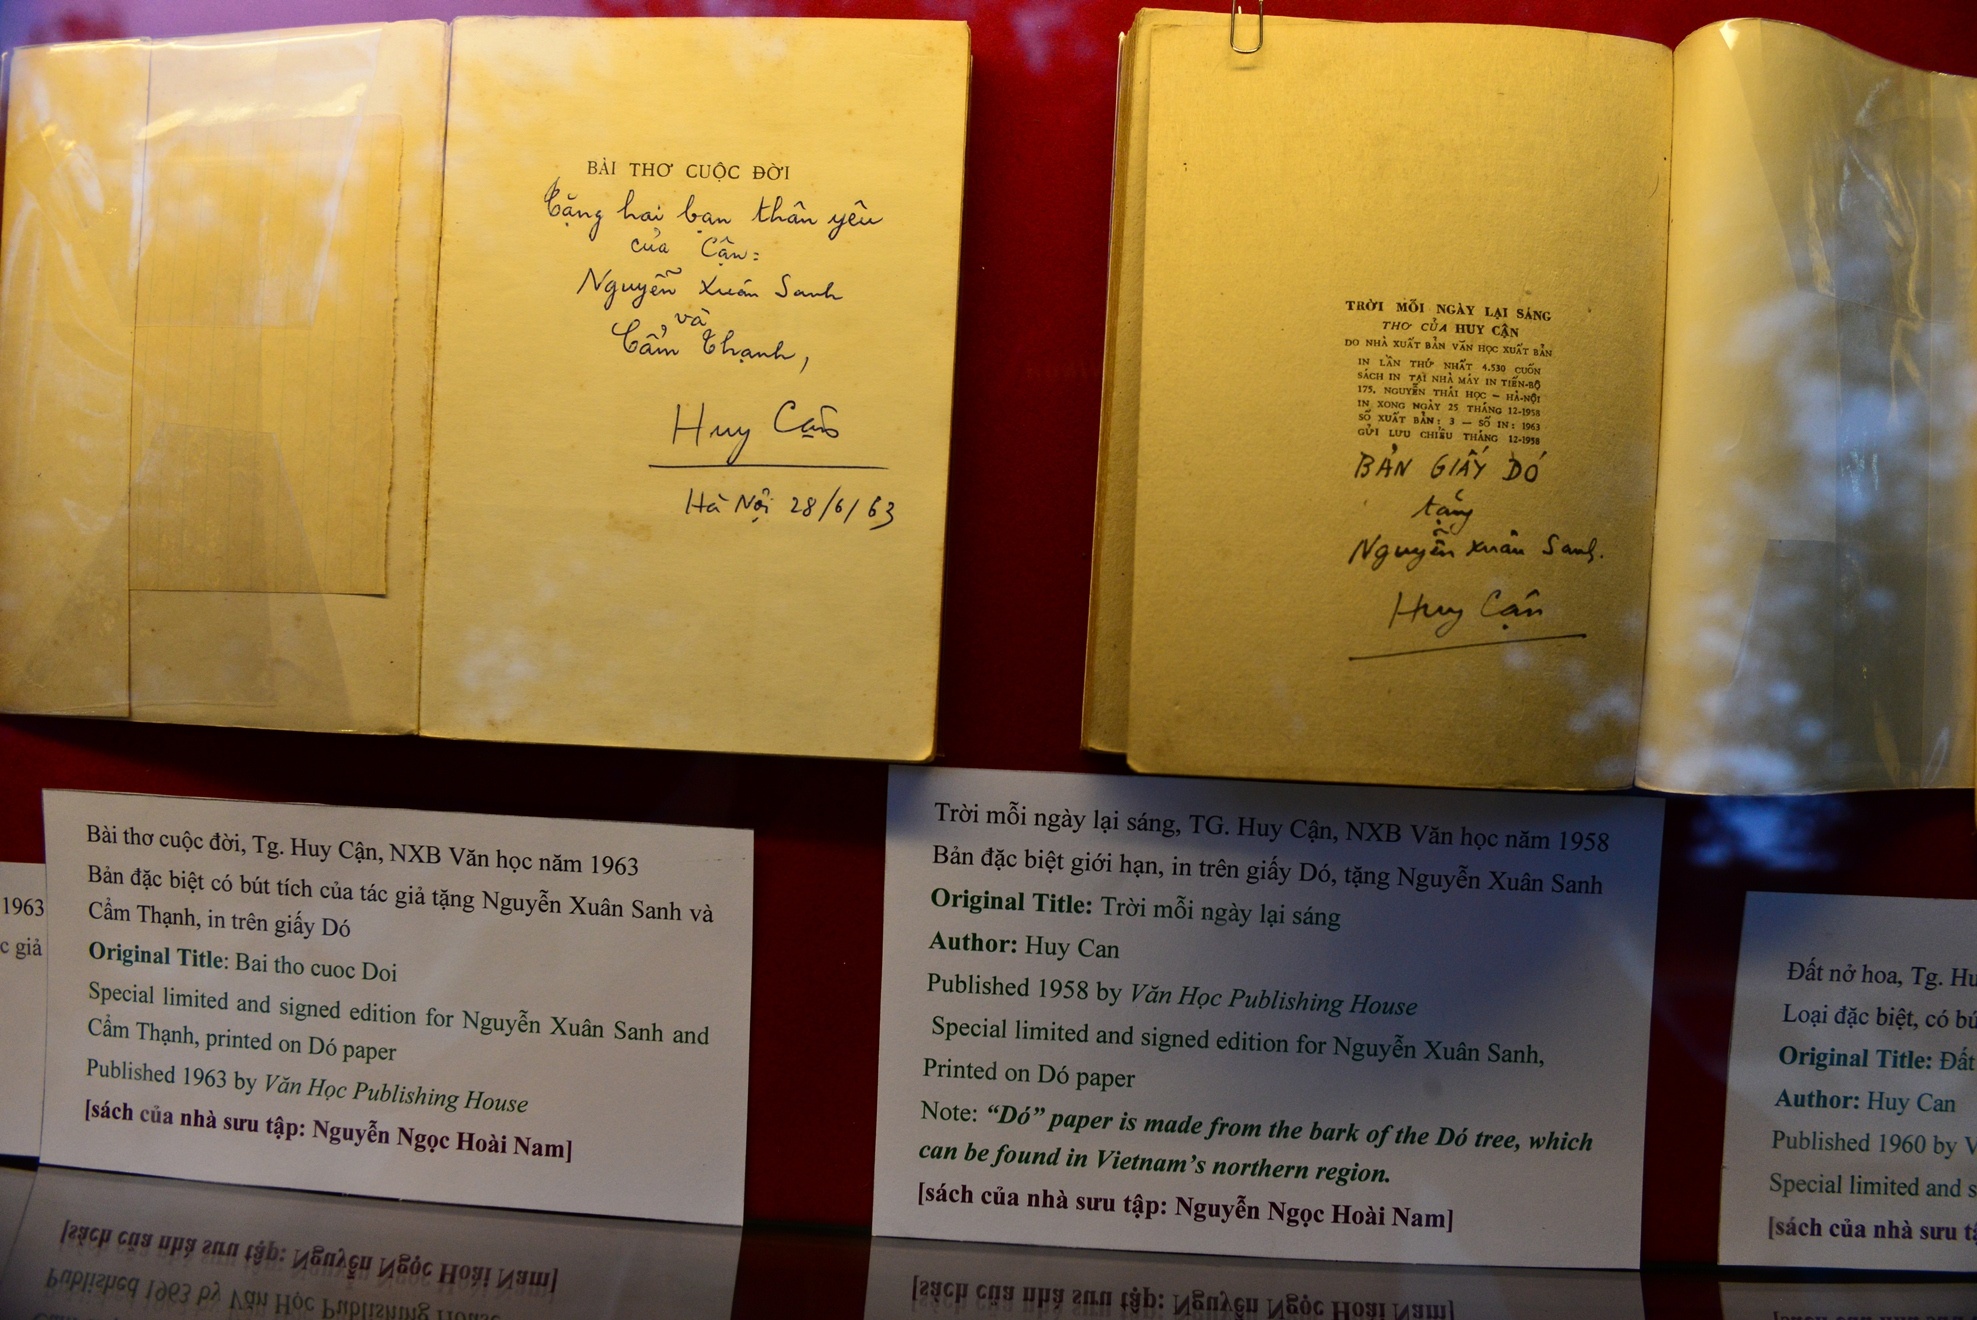 BÀI THƠ CUỘC ĐỜI
Tặng hai bạn thân yêu
của Cận:
Nguyễn Xuân Sanh
và
Cẩm Thạnh,
Huy Cận
Hà Nội 28/6/63
TRỜI MỖI NGÀY LẠI SÁNG
THƠ CỦA HUY CẬN
DO NHÀ XUẤT BẢN VĂN HỌC XUẤT BẢN
IN LẦN THỨ NHẤT 4.530 CUỐN
SÁCH IN TẠI NHÀ MÁY IN TIẾN-BỘ
175, NGUYỄN THÁI HỌC – HÀ-NỘI
IN XONG NGÀY 25 THÁNG 12-1958
SỐ XUẤT BẢN: 3 — SỐ IN: 1963
GỬI LƯU CHIỂU THÁNG 12-1958
BẢN GIẤY DÓ
tặng
Nguyễn Xuân Sanh.
Huy Cận
1963
c giả
Bài thơ cuộc đời, Tg. Huy Cận, NXB Văn học năm 1963
Bản đặc biệt có bút tích của tác giả tặng Nguyễn Xuân Sanh và
Cẩm Thạnh, in trên giấy Dó
Original Title: Bai tho cuoc Doi
Special limited and signed edition for Nguyễn Xuân Sanh and
Cẩm Thạnh, printed on Dó paper
Published 1963 by Văn Học Publishing House
[sách của nhà sưu tập: Nguyễn Ngọc Hoài Nam]
Trời mỗi ngày lại sáng, TG. Huy Cận, NXB Văn học năm 1958
Bản đặc biệt giới hạn, in trên giấy Dó, tặng Nguyễn Xuân Sanh
Original Title: Trời mỗi ngày lại sáng
Author: Huy Can
Published 1958 by Văn Học Publishing House
Special limited and signed edition for Nguyễn Xuân Sanh,
Printed on Dó paper
Note: “Dó” paper is made from the bark of the Dó tree, which
can be found in Vietnam’s northern region.
[sách của nhà sưu tập: Nguyễn Ngọc Hoài Nam]
Đất nở hoa, Tg. Hu
Loại đặc biệt, có bú
Original Title: Đất
Author: Huy Can
Published 1960 by V
Special limited and s
[sách của nhà sưu tậ